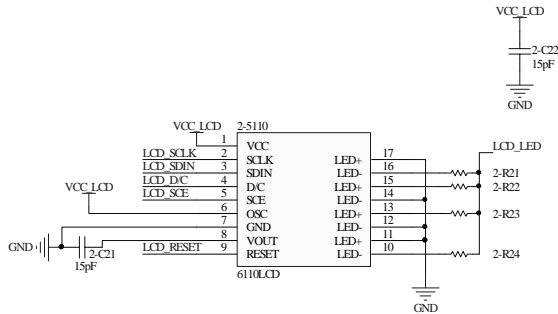 VCC_LCD
2-C22
15pF
GND
VCC_LCD
2-5110
1 VCC
LCD_SCLK 2 SCLK LED+ 17
LCD_SDIN 3 SDIN LED- 16 2-R21
LCD_D/C 4 D/C LED+ 15 2-R22
LCD_SCE 5 SCE LED- 14
VCC_LCD 6 OSC LED+ 13 2-R23
7 GND LED- 12
GND 8 VOUT LED+ 11
LCD_RESET 9 RESET LED- 10 2-R24
2-C21
15pF
6110LCD
LCD_LED
GND